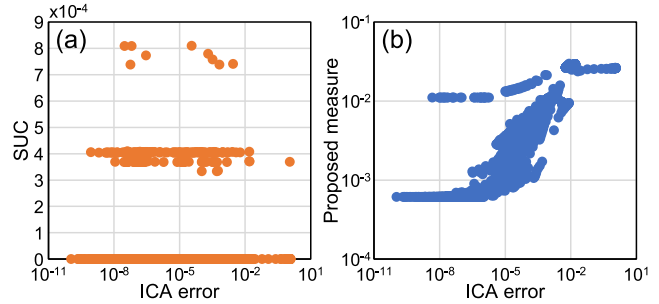 9 x10⁻⁴
(a)
8
7
6
5
4
3
2
1
0
SUC
10⁻¹¹ 10⁻⁸ 10⁻⁵ 10⁻² 10¹
ICA error
(b)
10⁻¹
10⁻²
10⁻³
10⁻⁴
Proposed measure
10⁻¹¹ 10⁻⁸ 10⁻⁵ 10⁻² 10¹
ICA error